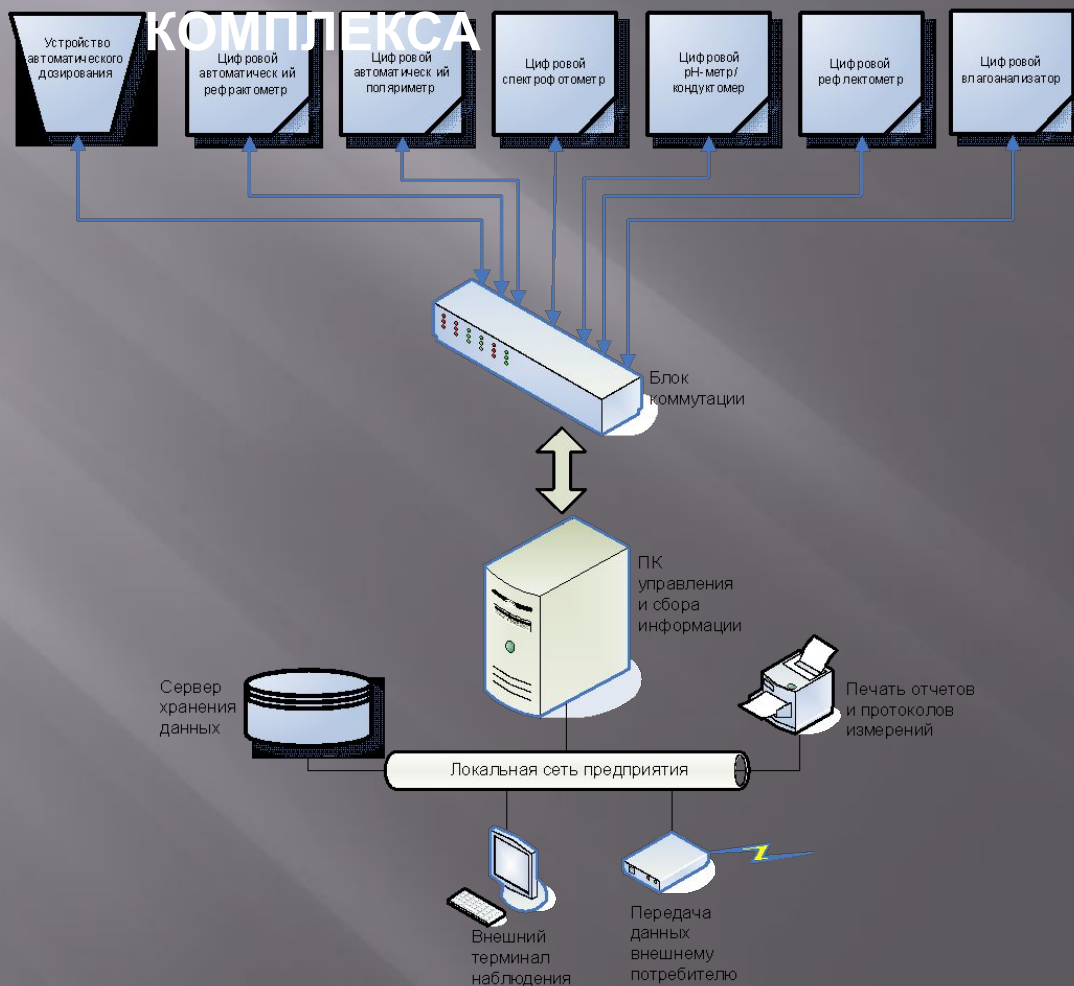 КОМПЛЕКСА
Устройство
автоматического
дозирования
Цифровой
автоматический
рефрактометр
Цифровой
автоматический
поляриметр
Цифровой
спектрофотометр
Цифровой
pH-метр/
кондуктомер
Цифровой
рефлектометр
Цифровой
влагоанализатор
Блок
коммутации
ПК
управления
и сбора
информации
Сервер
хранения
данных
Печать отчетов
и протоколов
измерений
Локальная сеть предприятия
Внешний
терминал
наблюдения
Передача
данных
внешнему
потребителю